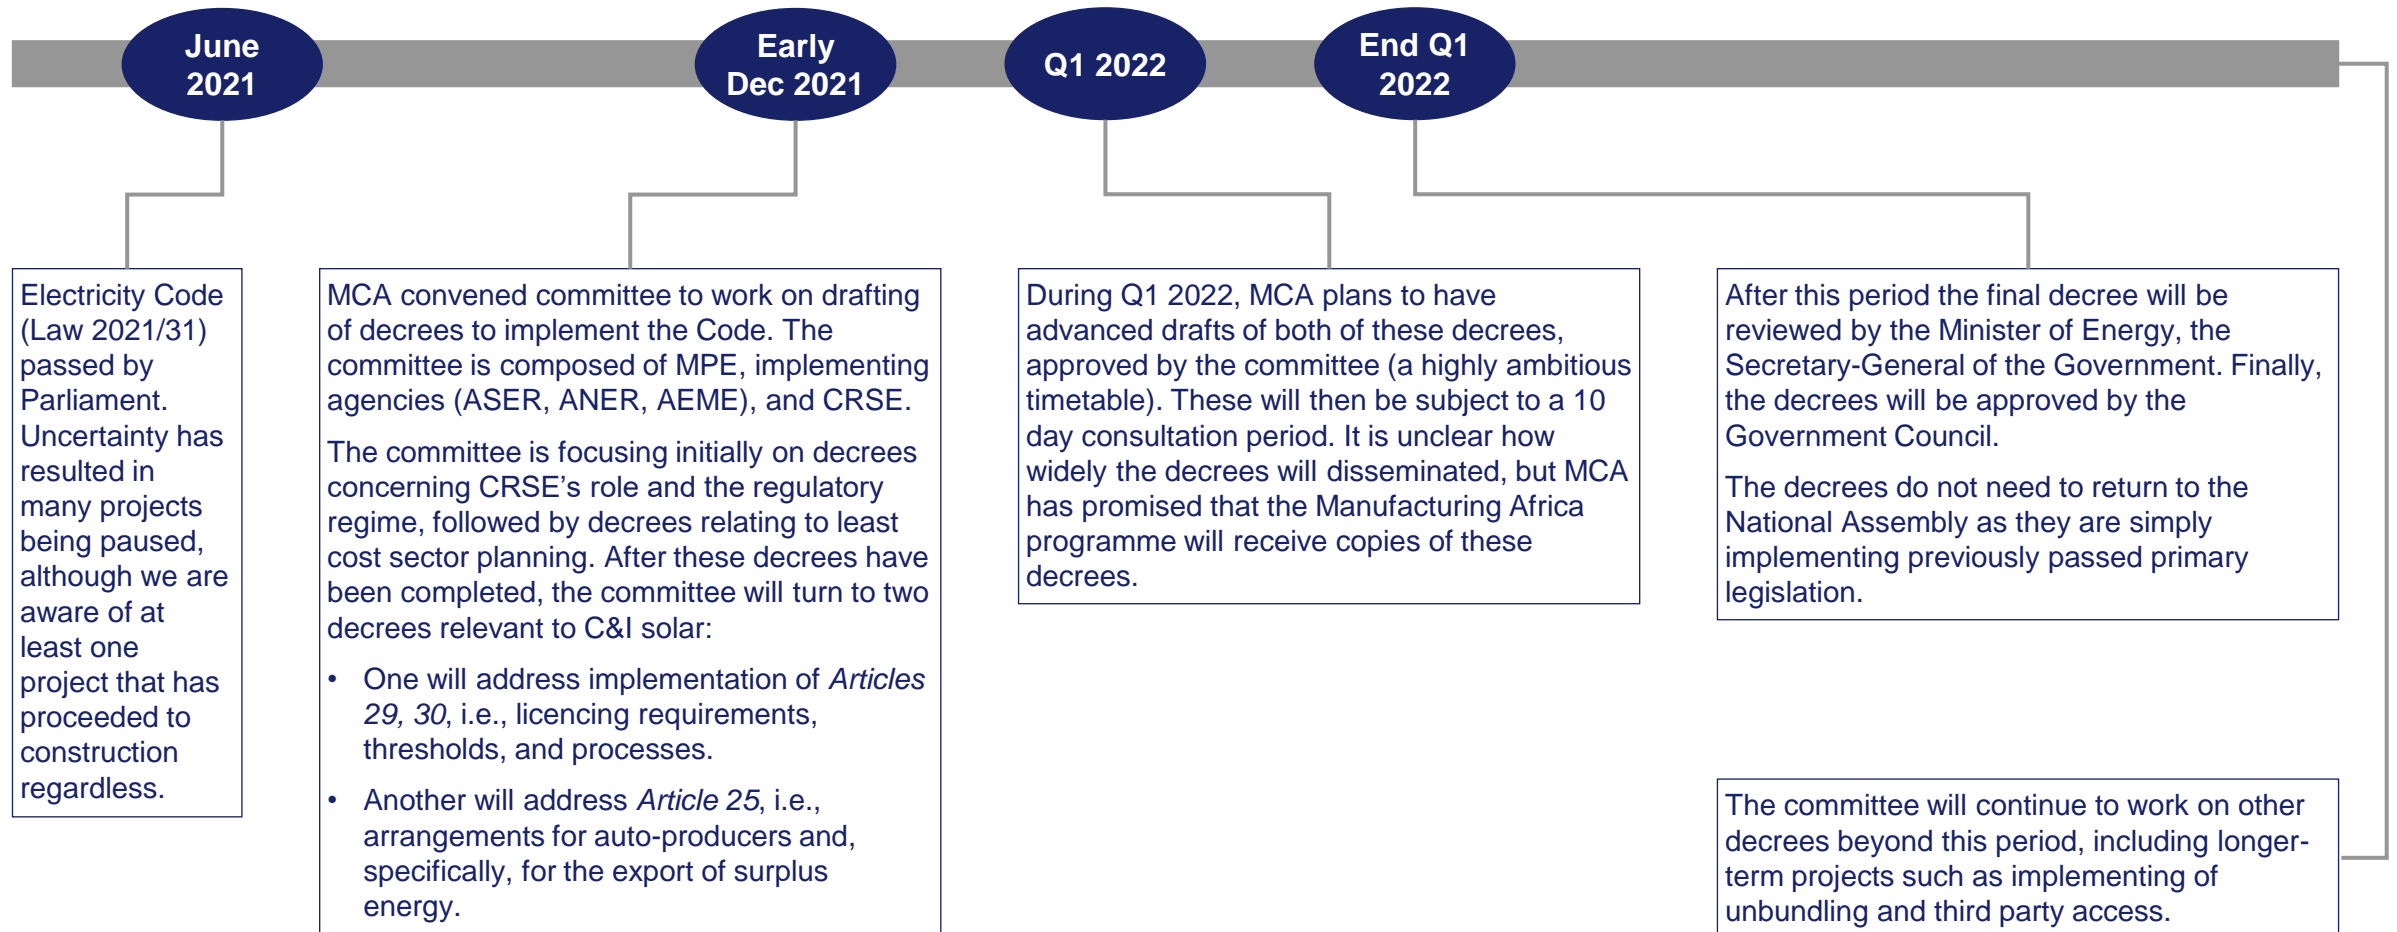 June
2021
Early
Dec 2021
Q1 2022
End Q1
2022
Electricity Code
(Law 2021/31)
passed by
Parliament.
Uncertainty has
resulted in
many projects
being paused,
although we are
aware of at
least one
project that has
proceeded to
construction
regardless.
MCA convened committee to work on drafting
of decrees to implement the Code. The
committee is composed of MPE, implementing
agencies (ASER, ANER, AEME), and CRSE.
The committee is focusing initially on decrees
concerning CRSE’s role and the regulatory
regime, followed by decrees relating to least
cost sector planning. After these decrees have
been completed, the committee will turn to two
decrees relevant to C&I solar:
• One will address implementation of Articles
29, 30, i.e., licencing requirements,
thresholds, and processes.
• Another will address Article 25, i.e.,
arrangements for auto-producers and,
specifically, for the export of surplus
energy.
During Q1 2022, MCA plans to have
advanced drafts of both of these decrees,
approved by the committee (a highly ambitious
timetable). These will then be subject to a 10
day consultation period. It is unclear how
widely the decrees will disseminated, but MCA
has promised that the Manufacturing Africa
programme will receive copies of these
decrees.
After this period the final decree will be
reviewed by the Minister of Energy, the
Secretary-General of the Government. Finally,
the decrees will be approved by the
Government Council.
The decrees do not need to return to the
National Assembly as they are simply
implementing previously passed primary
legislation.
The committee will continue to work on other
decrees beyond this period, including longer-
term projects such as implementing of
unbundling and third party access.